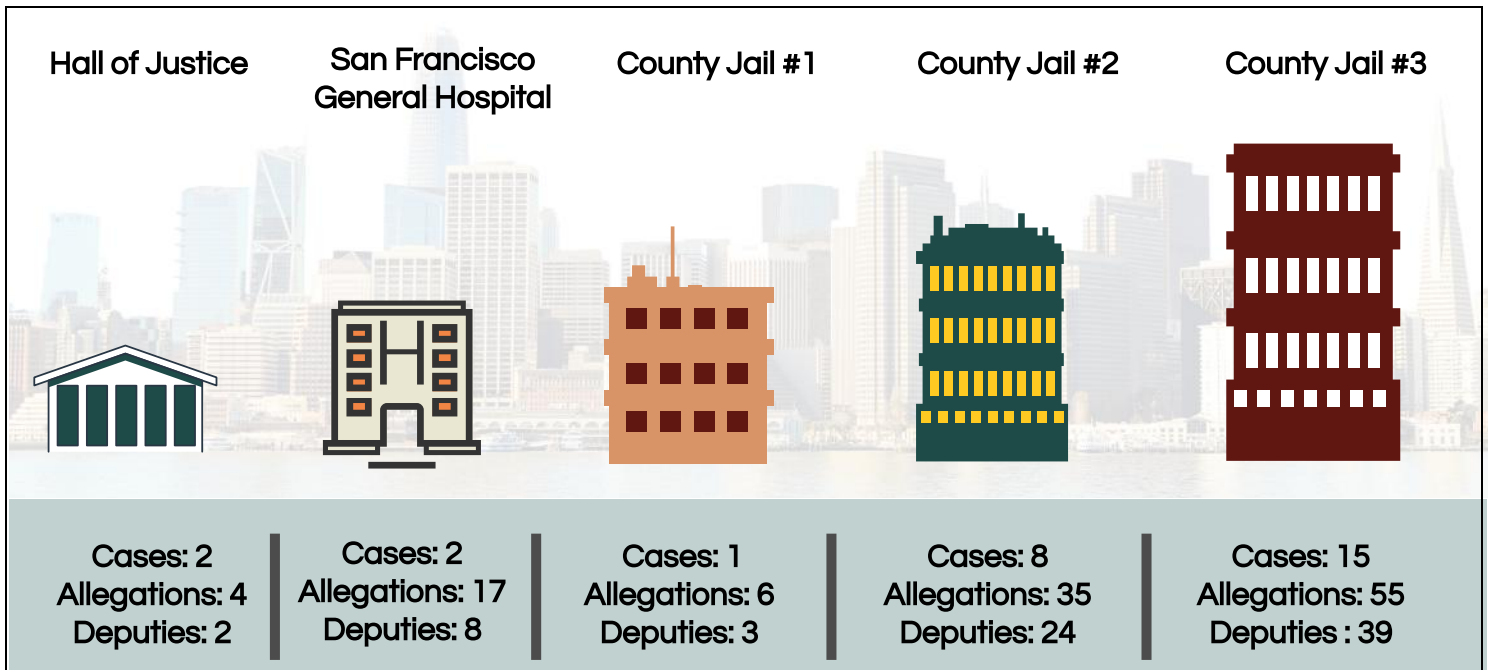 Hall of Justice
San Francisco
General Hospital
County Jail #1
County Jail #2
County Jail #3
Cases: 2
Allegations: 4
Deputies: 2
Cases: 2
Allegations: 17
Deputies: 8
Cases: 1
Allegations: 6
Deputies: 3
Cases: 8
Allegations: 35
Deputies: 24
Cases: 15
Allegations: 55
Deputies : 39